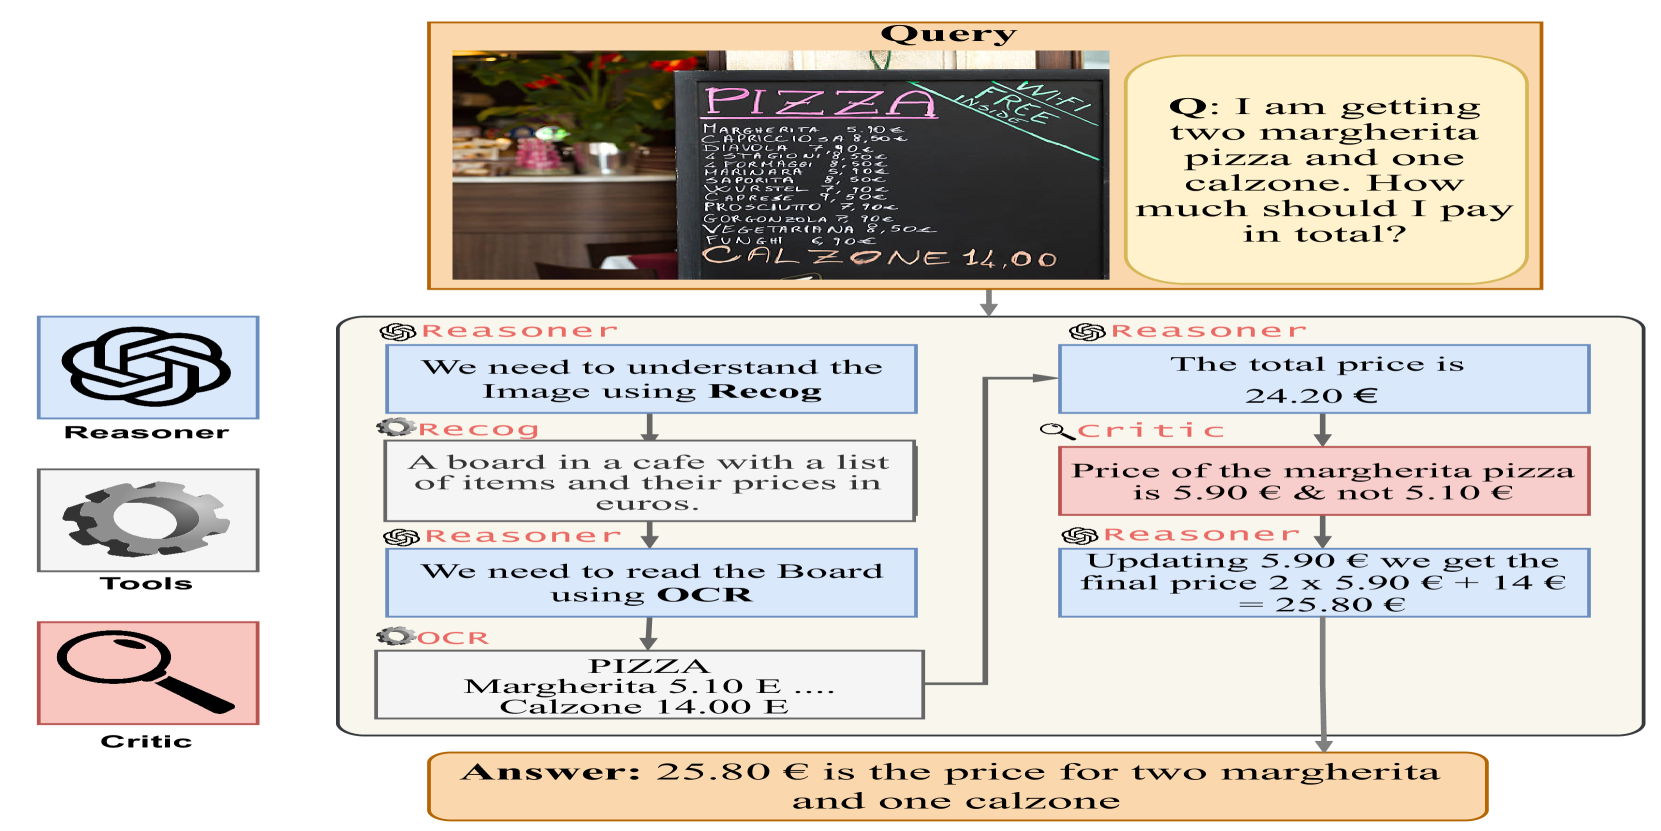 Query
PIZZA
WI-FI
FREE
INSIDE
MARGHERITA 5.90€
CAPRICCIOSA 8,50€
DIAVOLA 7,90€
4 STAGIONI 8,50€
4 FORMAGGI 8,50€
MARINARA 5,90€
SAPORITA 8,50€
WURSTEL 7,90€
CAPRESE 9,50€
PROSCIUTTO 7,90€
GORGONZOLA 7,90€
VEGETARIANA 8,50€
FUNGHI 6,90€
CALZONE 14,00
Q: I am getting
two margherita
pizza and one
calzone. How
much should I pay
in total?
Reasoner
Tools
Critic
Reasoner
We need to understand the
Image using Recog
Recog
A board in a cafe with a list
of items and their prices in
euros.
Reasoner
We need to read the Board
using OCR
OCR
PIZZA
Margherita 5.10 E ....
Calzone 14.00 E
Reasoner
The total price is
24.20 €
Critic
Price of the margherita pizza
is 5.90 € & not 5.10 €
Reasoner
Updating 5.90 € we get the
final price 2 x 5.90 € + 14 €
= 25.80 €
Answer: 25.80 € is the price for two margherita
and one calzone